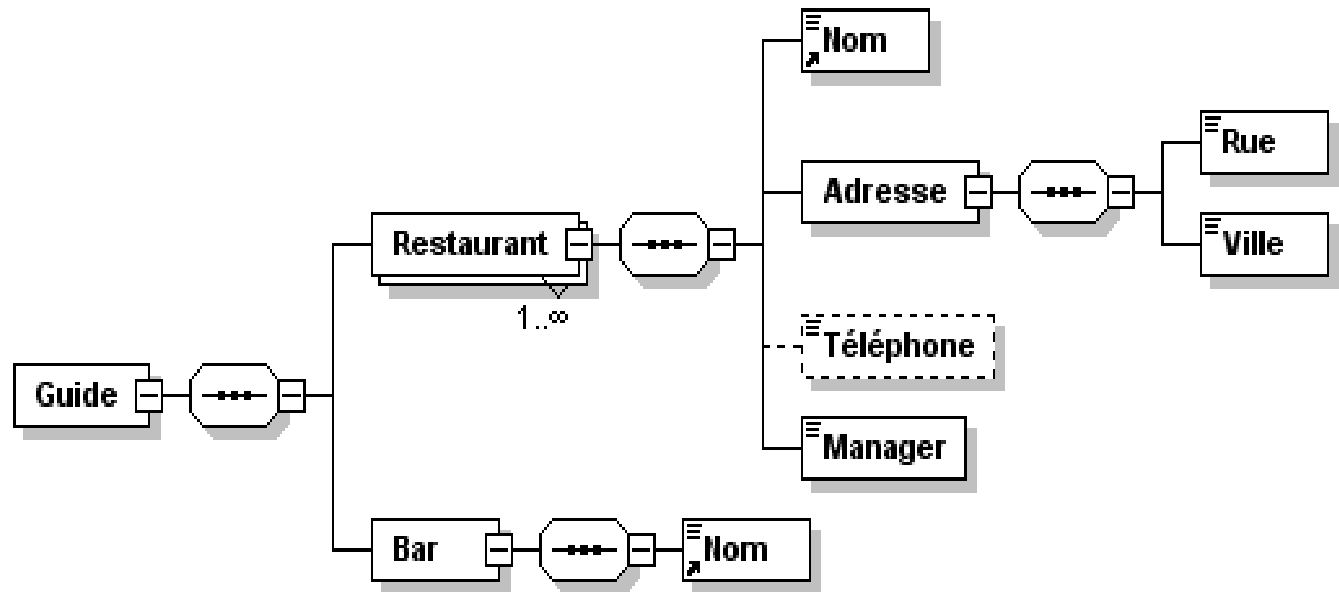 Nom
Rue
Adresse
Ville
Restaurant
1..∞
Téléphone
Guide
Manager
Bar
Nom